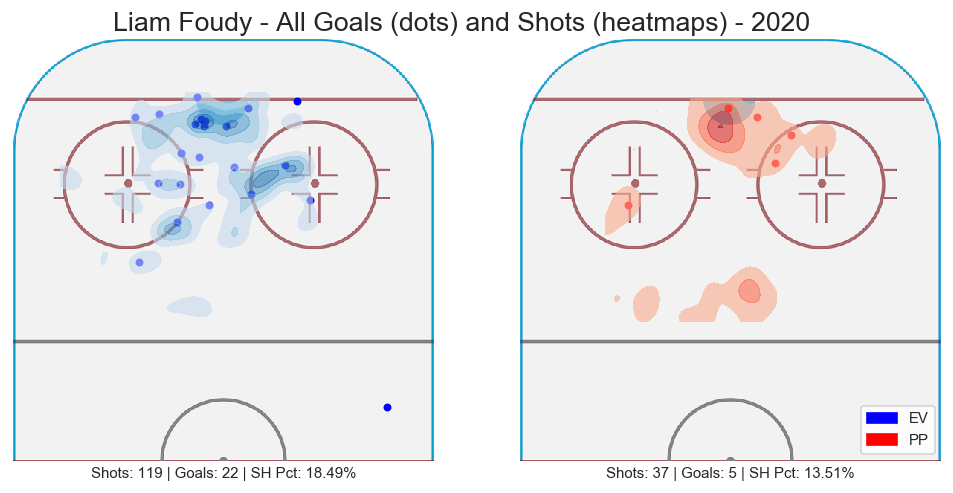 Liam Foudy - All Goals (dots) and Shots (heatmaps) - 2020
EV
PP
Shots: 119 | Goals: 22 | SH Pct: 18.49%
Shots: 37 | Goals: 5 | SH Pct: 13.51%